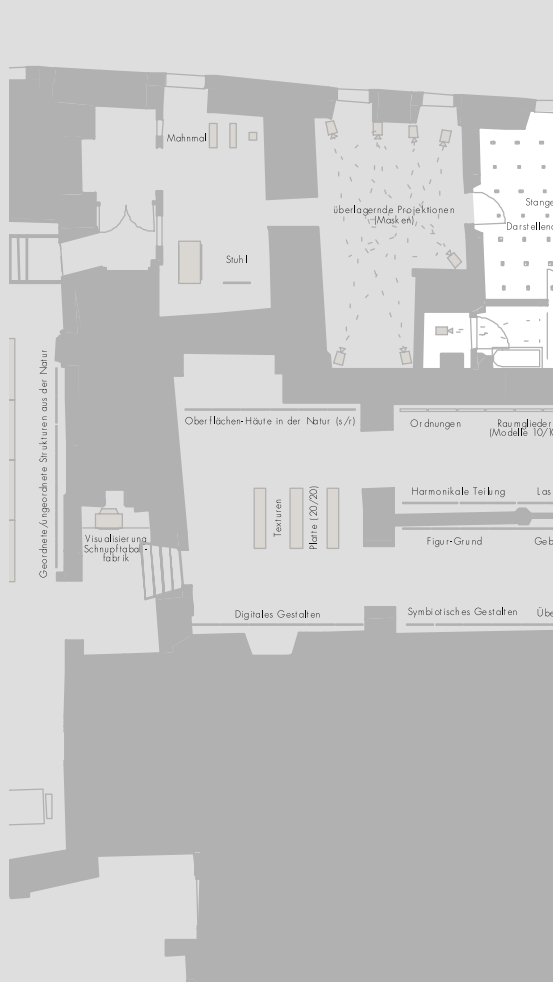 Mahnmal
überlagernde Projektionen
(Masken)
Stange
Darstellend
Stuhl
Geordnete/ungeordnete Strukturen aus der Natur
Oberflächen-Häute in der Natur (s/r)
Ordnungen
Raumglieder
(Modelle 10/10
Harmonikale Teilung
Las
Texturen
Platte (20/20)
Visualisierung
Schnupftabak-
fabrik
Figur-Grund
Geb
Digitales Gestalten
Symbiotisches Gestalten
Übe